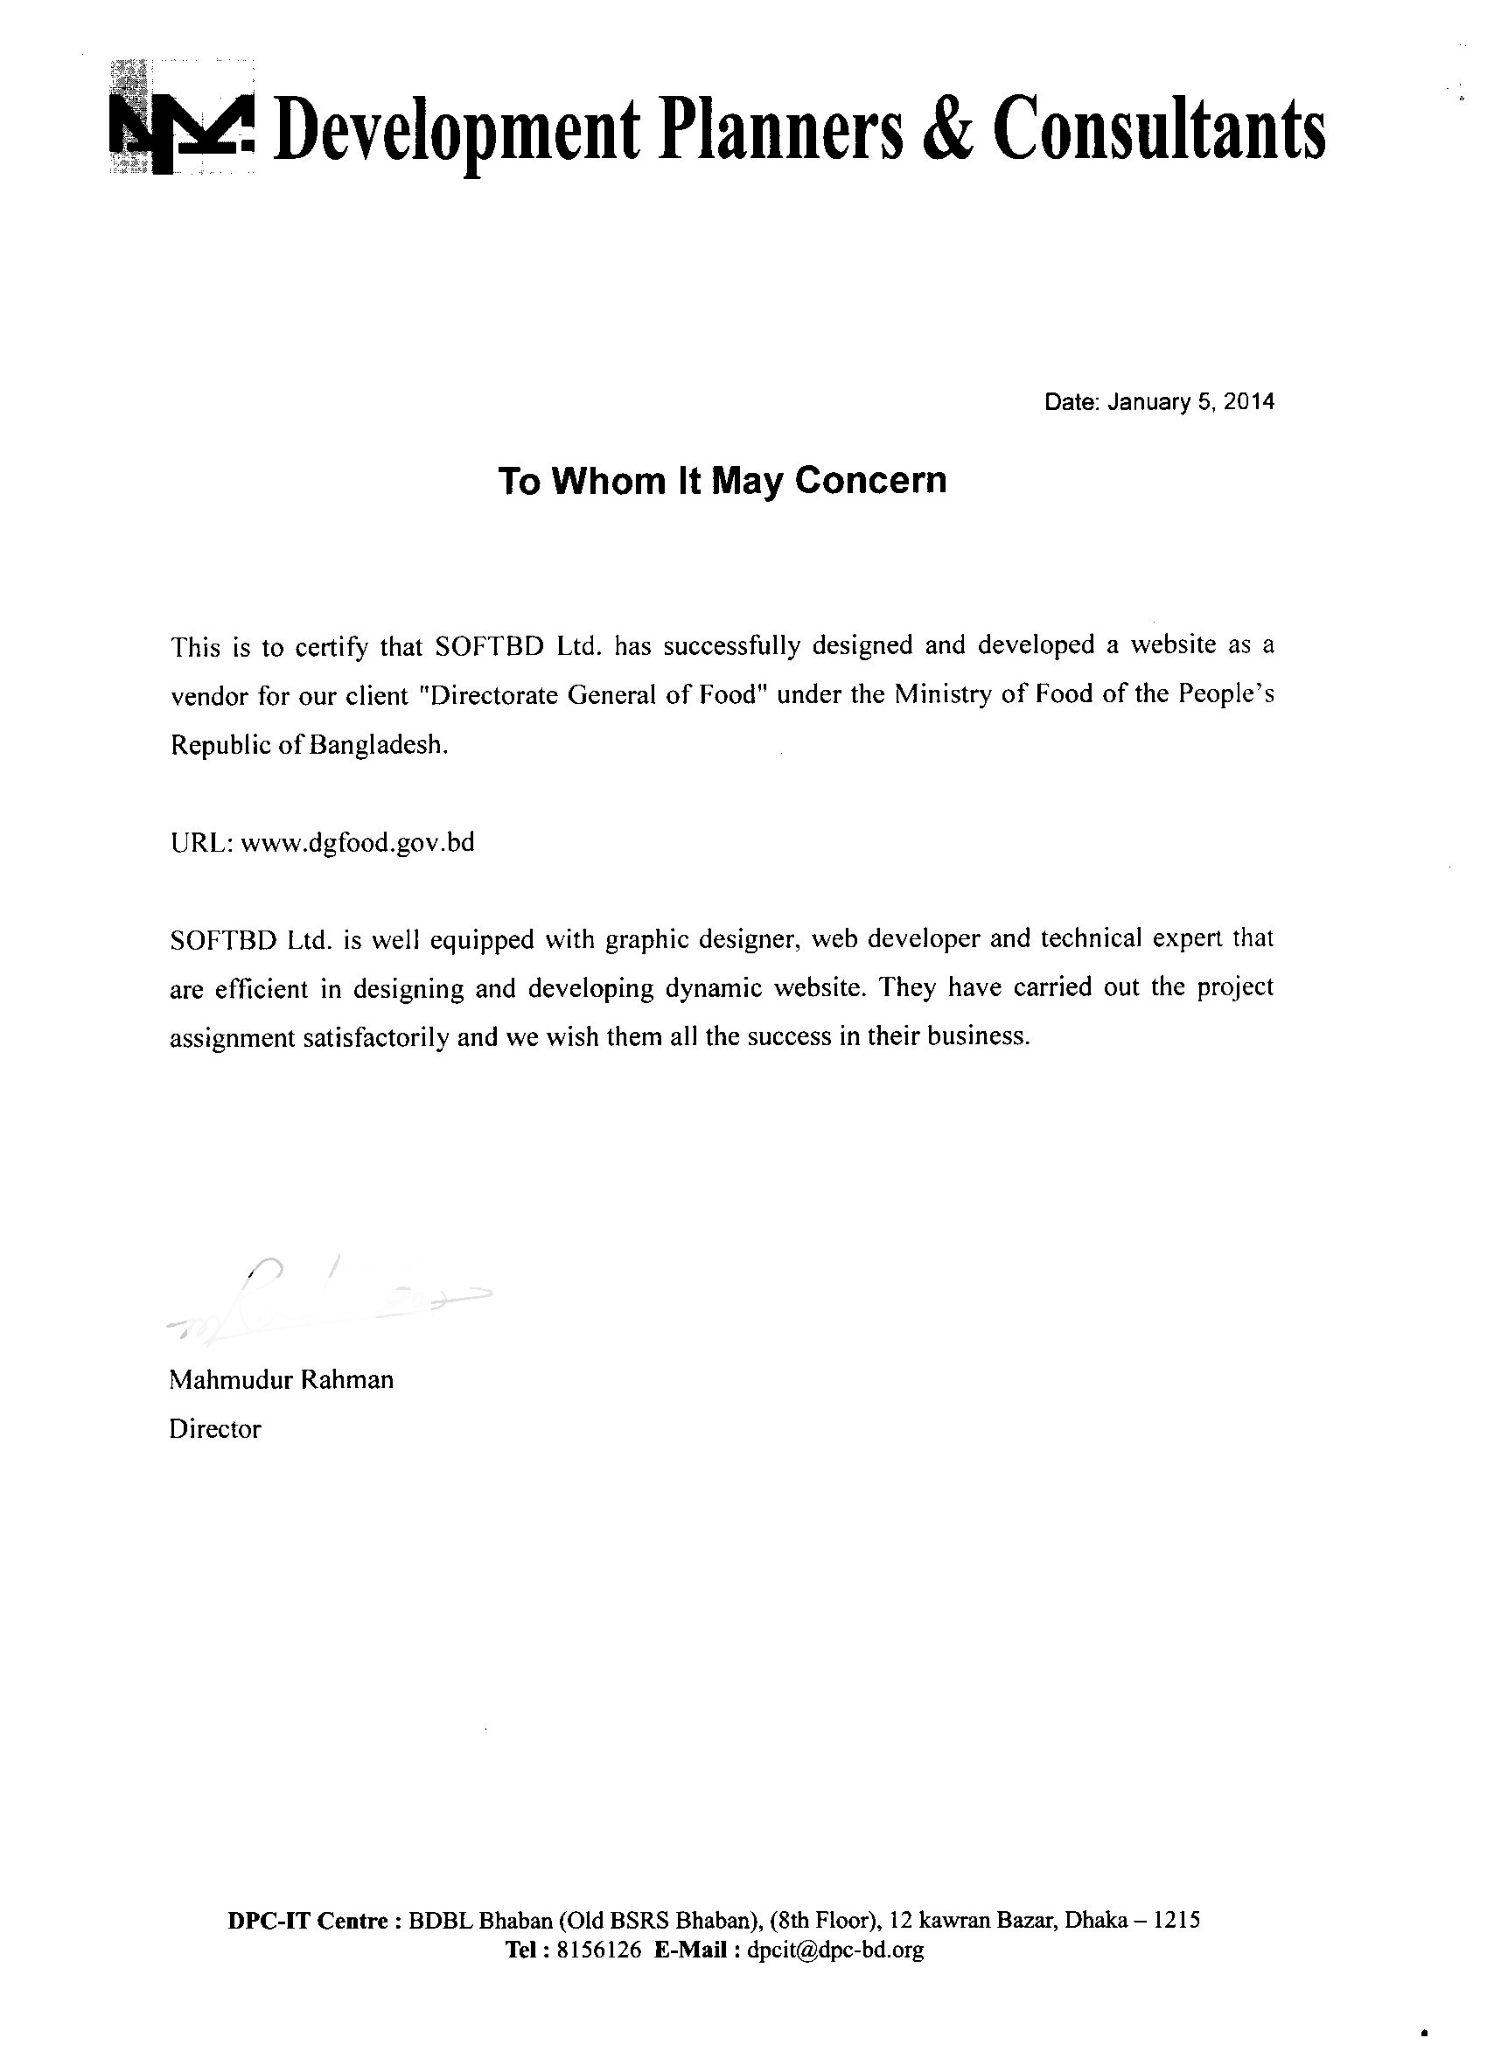 Development Planners & Consultants
Date: January 5, 2014
To Whom It May Concern
This is to certify that SOFTBD Ltd. has successfully designed and developed a website as a
vendor for our client "Directorate General of Food" under the Ministry of Food of the People's
Republic of Bangladesh.
URL: www.dgfood.gov.bd
SOFTBD Ltd. is well equipped with graphic designer, web developer and technical expert that
are efficient in designing and developing dynamic website. They have carried out the project
assignment satisfactorily and we wish them all the success in their business.
Mahmudur Rahman
Director
DPC-IT Centre : BDBL Bhaban (Old BSRS Bhaban), (8th Floor), 12 kawran Bazar, Dhaka – 1215
Tel : 8156126 E-Mail : dpcit@dpc-bd.org